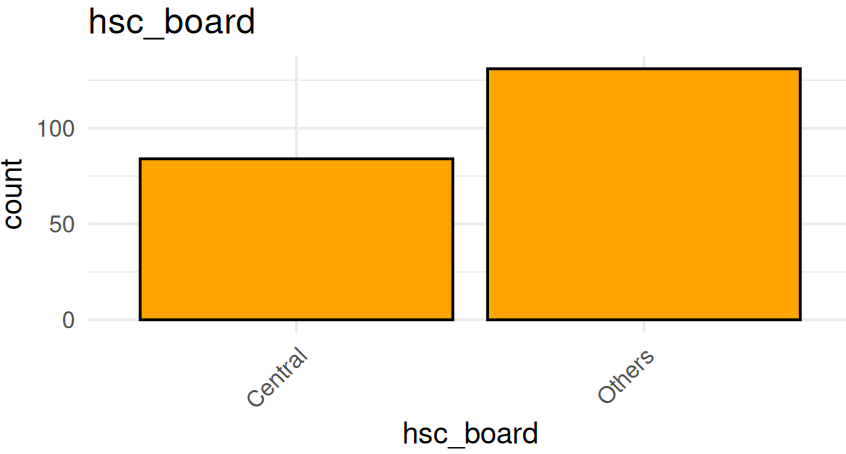 hsc_board
count
100
50
0
Central
Others
hsc_board